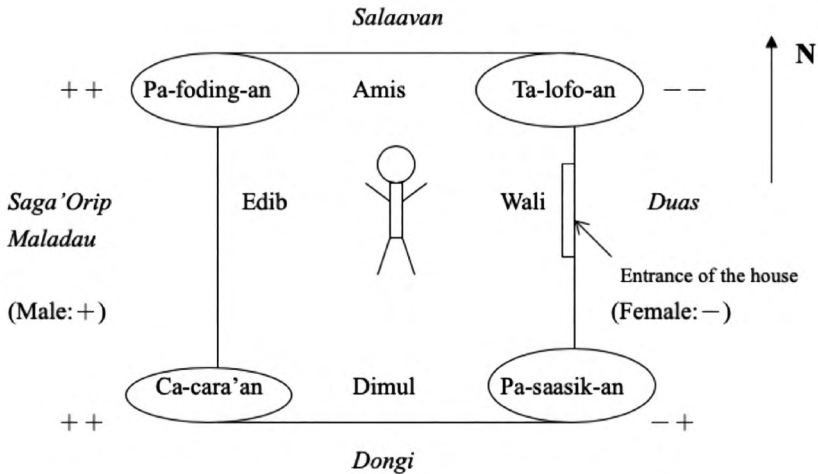 Salaavan
N
++ Pa-foding-an Amis Ta-lofo-an −−
Saga’Orip Edib Wali Duas
Maladau
Entrance of the house
(Male:+) (Female:−)
Ca-cara’an Dimul Pa-saasik-an
++ −+
Dongi